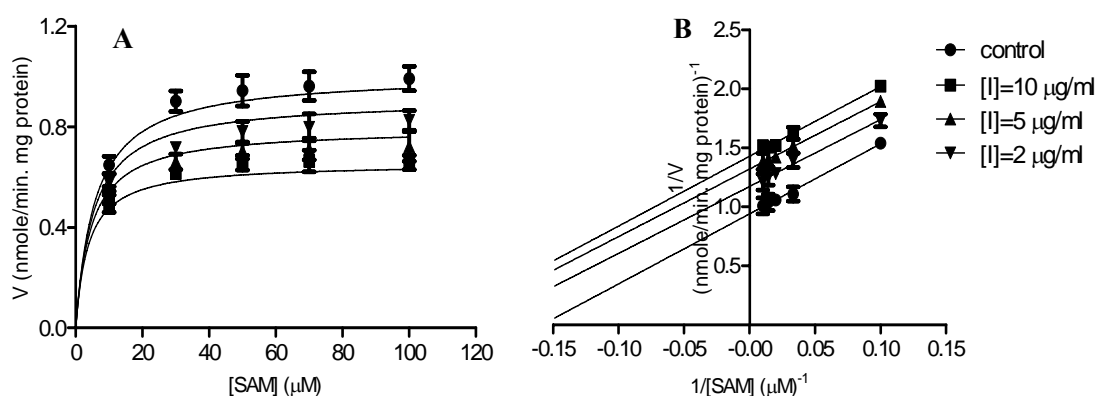 A
1.2
0.8
0.4
0.0
0 20 40 60 80 100 120
[SAM] (μM)
V (nmole/min. mg protein)
B
2.5
2.0
1.5
1.0
0.5
-0.15 -0.10 -0.05 -0.00 0.05 0.10 0.15
1/[SAM] (μM)-1
1/V
(nmole/min. mg protein)-1
control
[I]=10 μg/ml
[I]=5 μg/ml
[I]=2 μg/ml